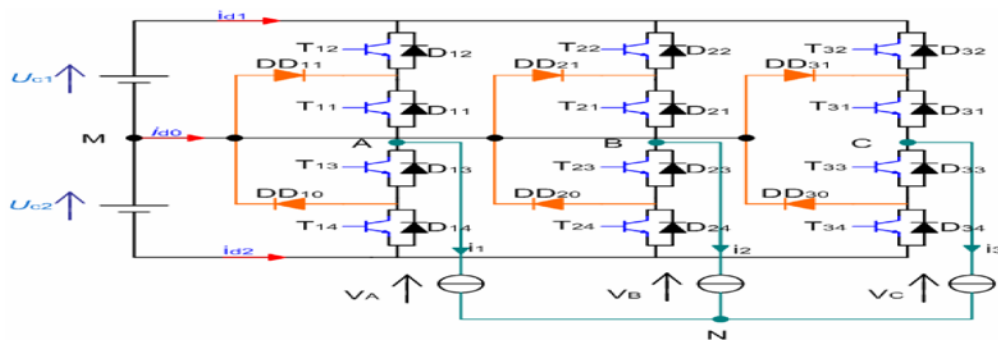 id1
T12 D12 T22 D22 T32 D32
UC1 DD11 DD21 DD31
T11 D11 T21 D21 T31 D31
M id0 A B C
T13 D13 T23 D23 T33 D33
UC2 DD10 DD20 DD30
T14 D14 T24 D24 T34 D34
id2 i1 i2 i3
VA VB VC
N